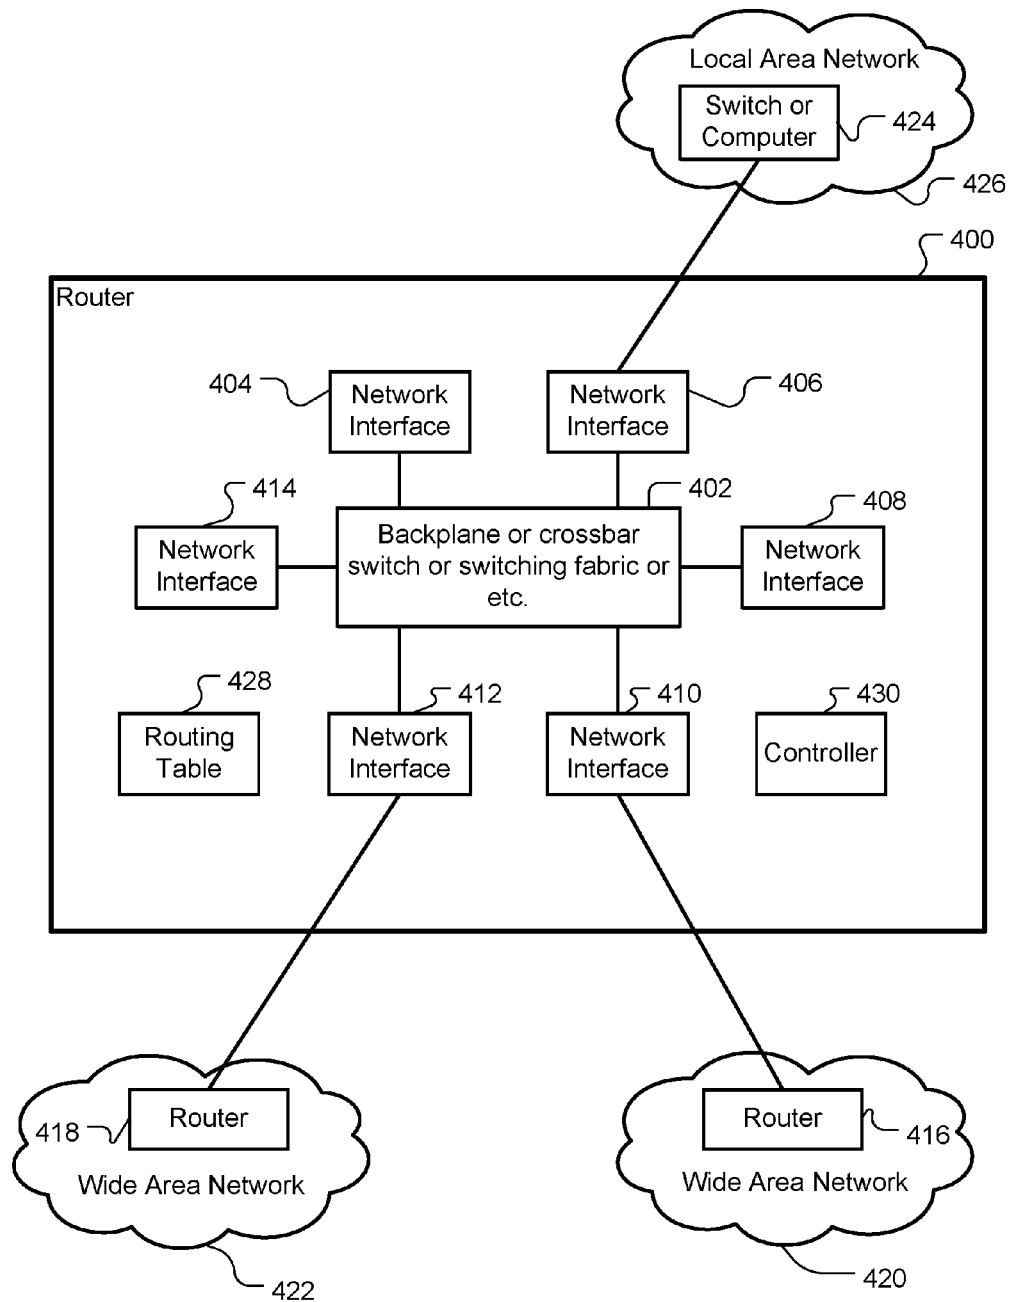 Local Area Network
Switch or
Computer
424
426
400
Router
404
Network
Interface
Network
Interface
406
414
402
408
Network
Interface
Backplane or crossbar
switch or switching fabric or
etc.
Network
Interface
428
412
410
430
Routing
Table
Network
Interface
Network
Interface
Controller
418
Router
Wide Area Network
422
Router
416
Wide Area Network
420